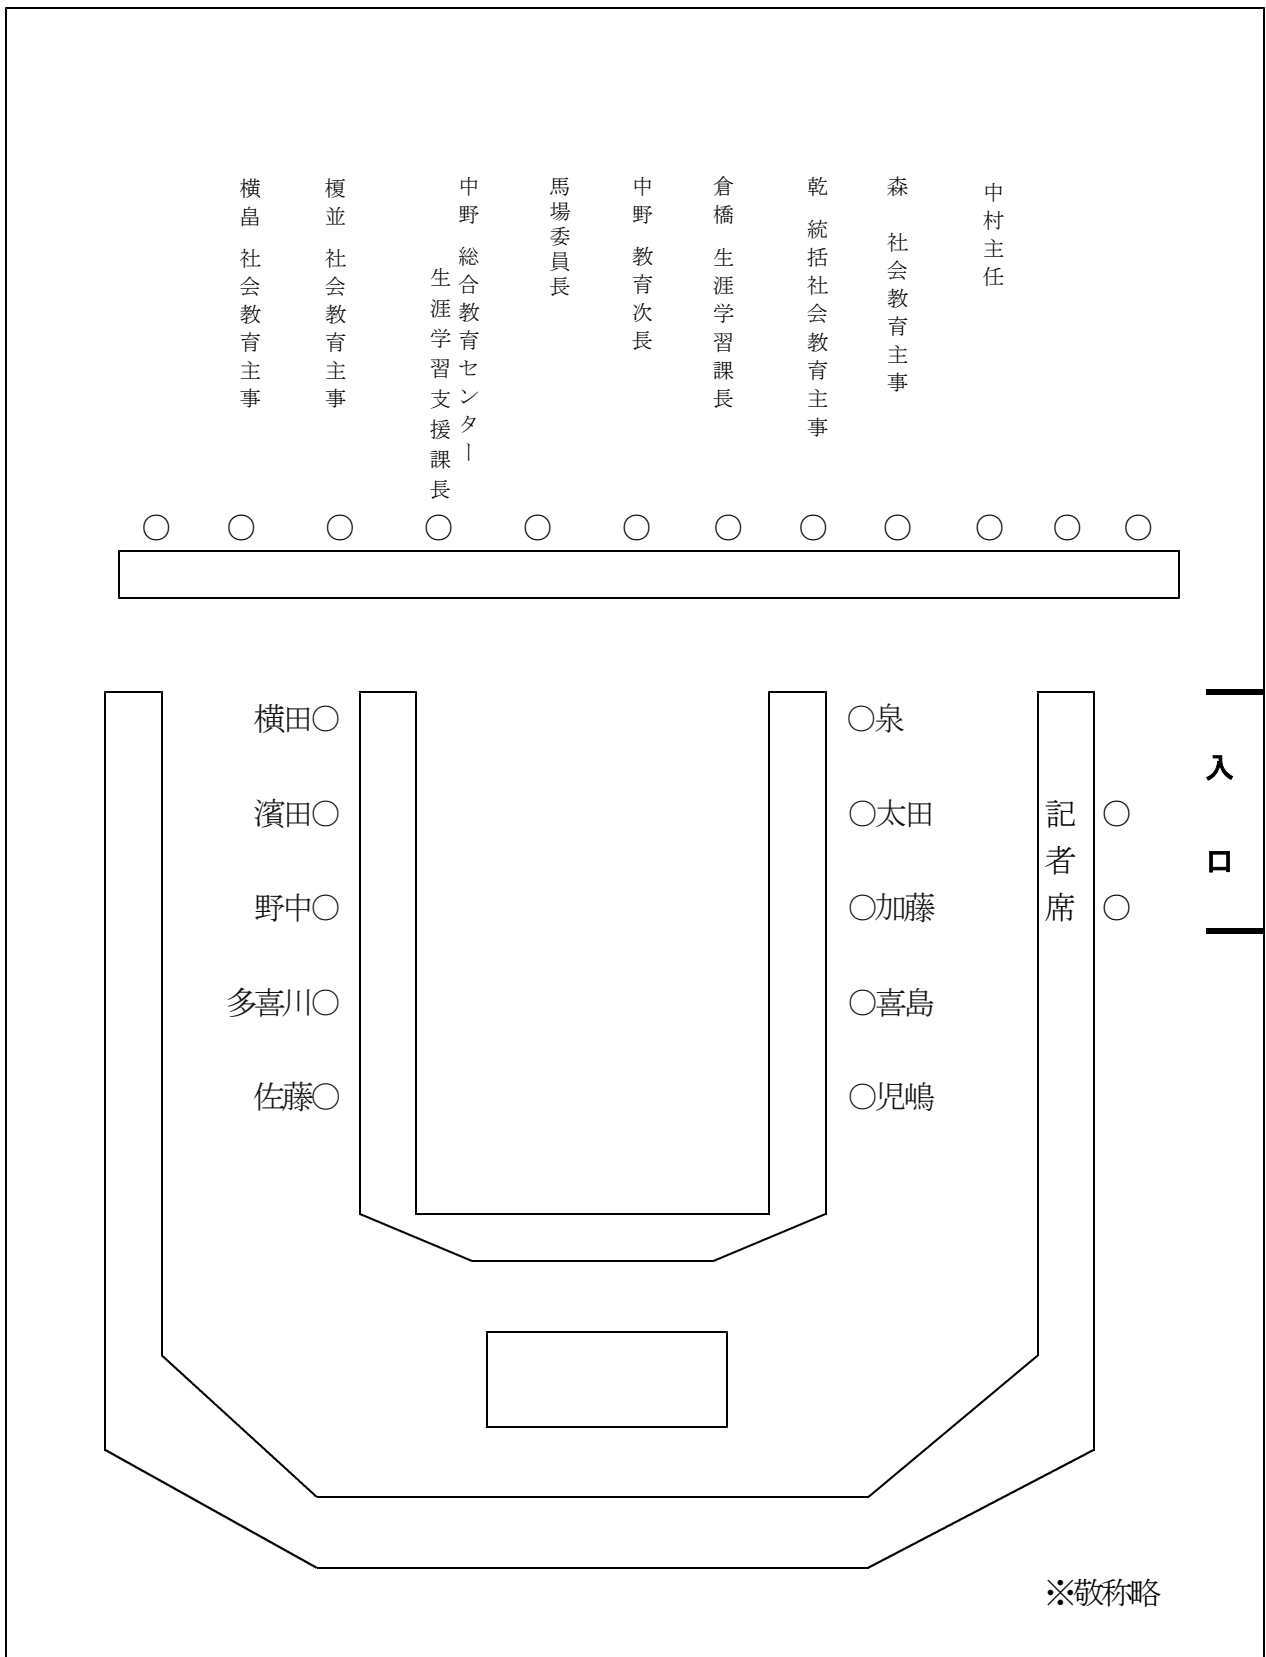 中村主任
森　社会教育主事
乾　統括社会教育主事
倉橋　生涯学習課長
中野　教育次長
馬場委員長
中野　総合教育センター
生涯学習支援課長
榎並　社会教育主事
横畠　社会教育主事
○ ○ ○ ○ ○ ○ ○ ○ ○ ○ ○ ○
横田○
○泉
濱田○
○太田
野中○
○加藤
多喜川○
○喜島
佐藤○
○児嶋
記者席
○
○
入口
※敬称略